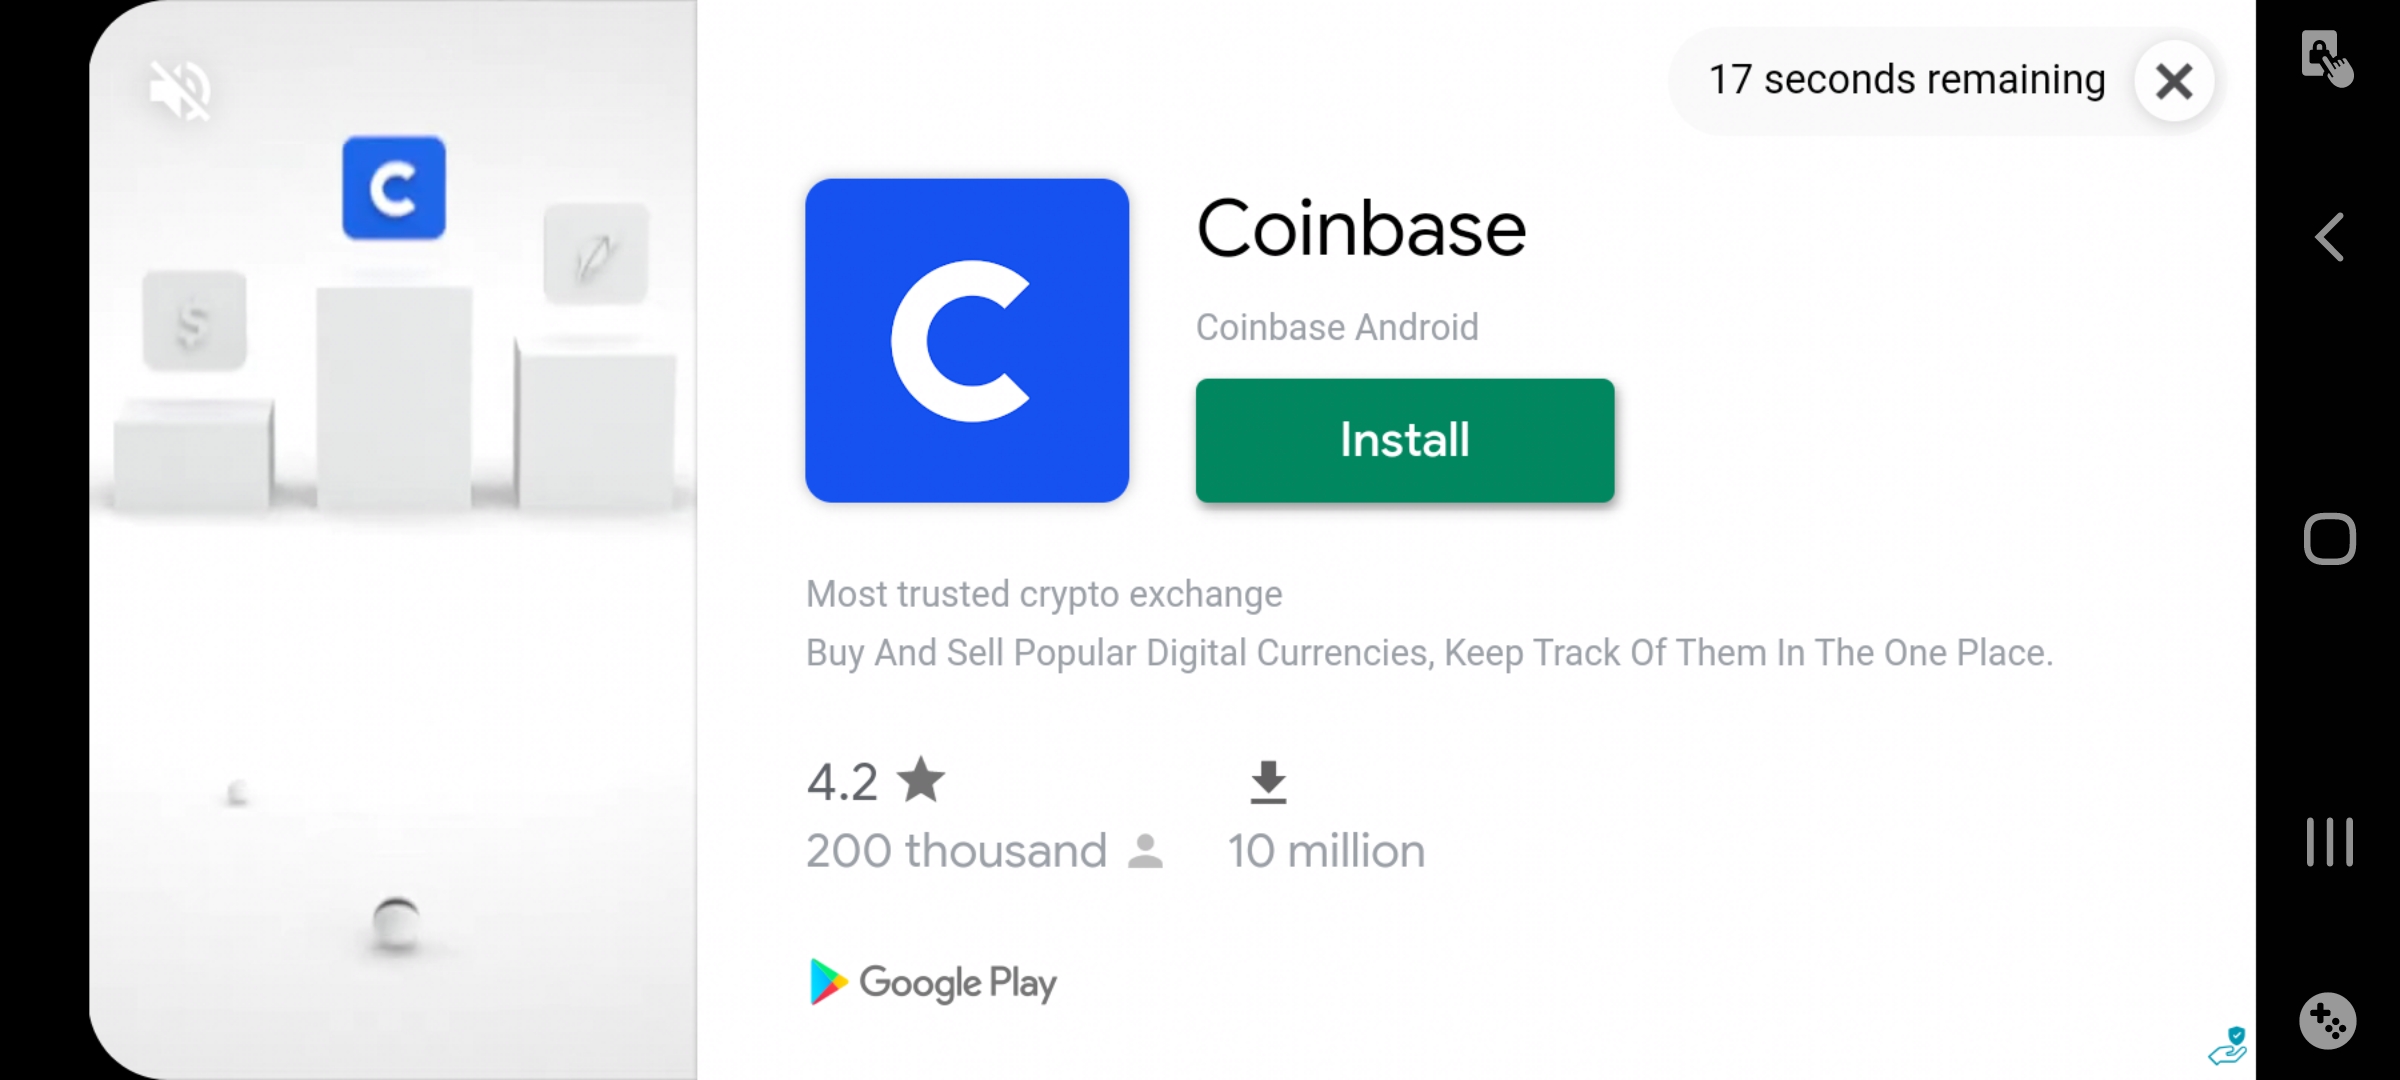 17 seconds remaining
C
$
C
Coinbase
Coinbase Android
Install
Most trusted crypto exchange
Buy And Sell Popular Digital Currencies, Keep Track Of Them In The One Place.
4.2
200 thousand
10 million
Google Play